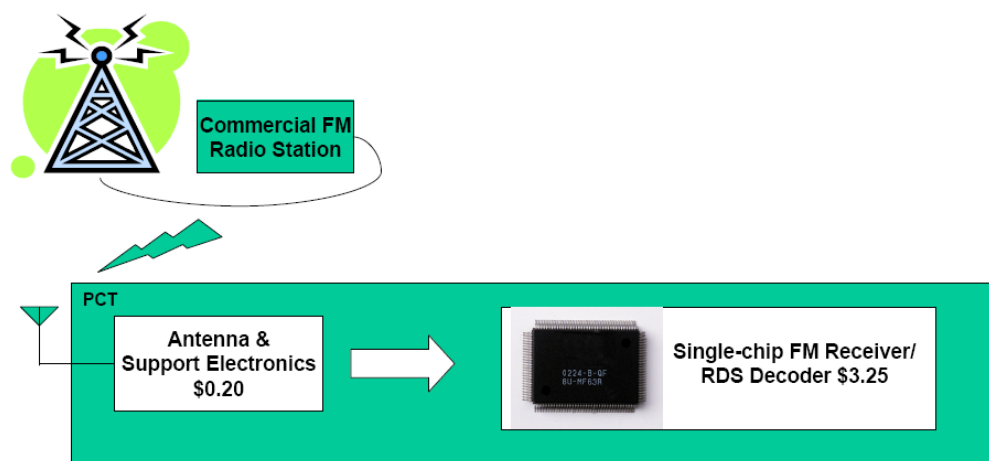 Commercial FM
Radio Station
PCT
Antenna &
Support Electronics
$0.20
0224-B-QF
8U-MF63R
Single-chip FM Receiver/
RDS Decoder $3.25